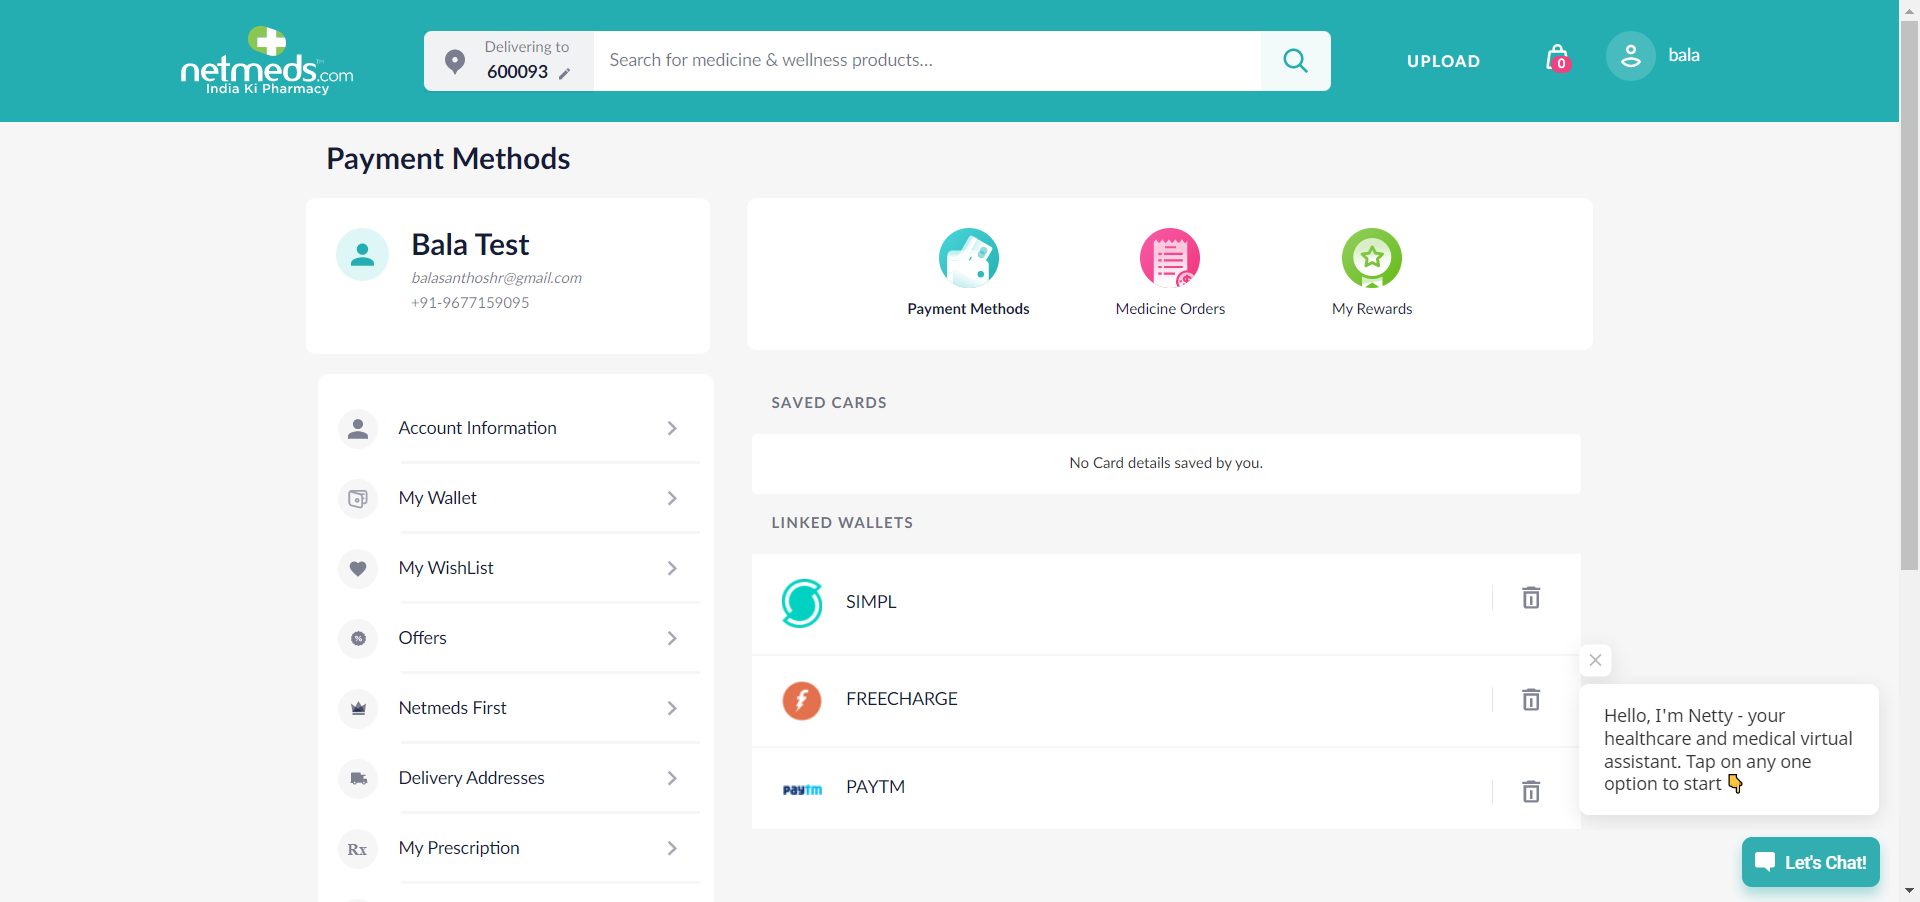 netmeds.com
India Ki Pharmacy
Delivering to
600093
Search for medicine & wellness products...
UPLOAD
0
bala
Payment Methods
Bala Test
balasanthoshr@gmail.com
+91-9677159095
Payment Methods
Medicine Orders
My Rewards
Account Information
My Wallet
My WishList
Offers
Netmeds First
Delivery Addresses
Rx
My Prescription
SAVED CARDS
No Card details saved by you.
LINKED WALLETS
SIMPL
FREECHARGE
paytm
PAYTM
Hello, I'm Netty - your
healthcare and medical virtual
assistant. Tap on any one
option to start 👇
Let's Chat!